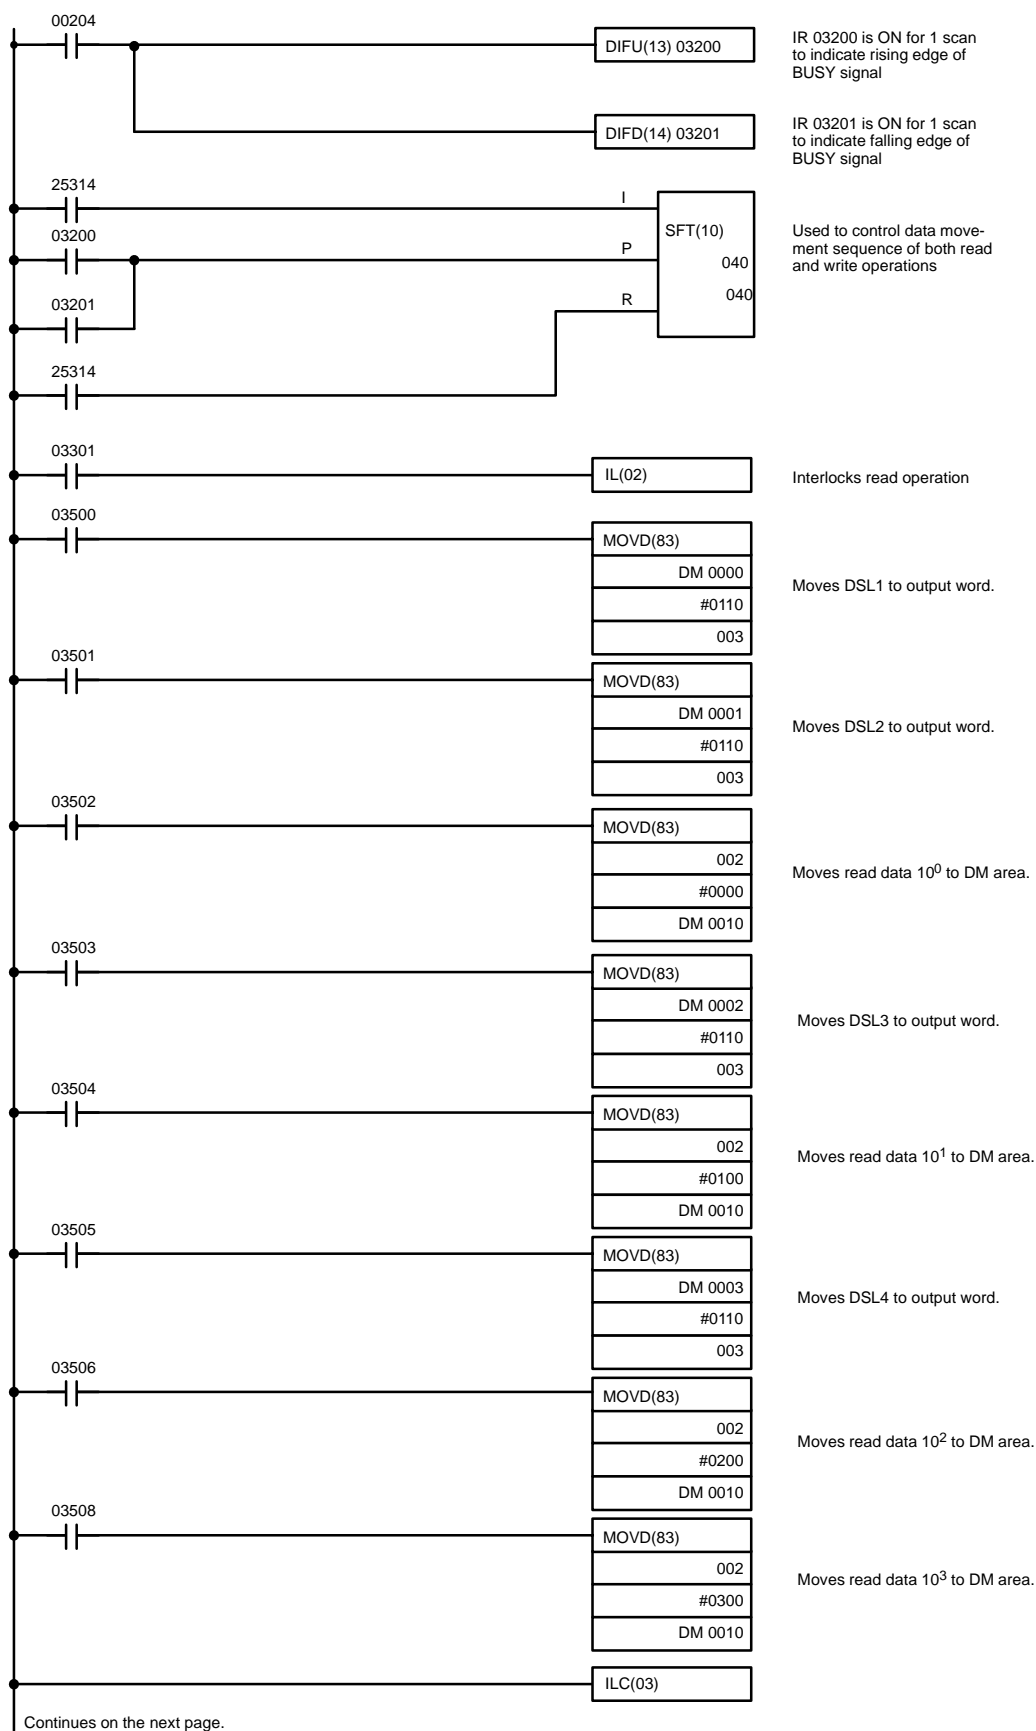 00204
DIFU(13) 03200
IR 03200 is ON for 1 scan
to indicate rising edge of
BUSY signal
DIFD(14) 03201
IR 03201 is ON for 1 scan
to indicate falling edge of
BUSY signal
25314
I
03200
P
03201
R
25314
SFT(10)
040
040
Used to control data move-
ment sequence of both read
and write operations
03301
IL(02)
Interlocks read operation
03500
MOVD(83)
DM 0000
#0110
003
Moves DSL1 to output word.
03501
MOVD(83)
DM 0001
#0110
003
Moves DSL2 to output word.
03502
MOVD(83)
002
#0000
DM 0010
Moves read data 10⁰ to DM area.
03503
MOVD(83)
DM 0002
#0110
003
Moves DSL3 to output word.
03504
MOVD(83)
002
#0100
DM 0010
Moves read data 10¹ to DM area.
03505
MOVD(83)
DM 0003
#0110
003
Moves DSL4 to output word.
03506
MOVD(83)
002
#0200
DM 0010
Moves read data 10² to DM area.
03508
MOVD(83)
002
#0300
DM 0010
Moves read data 10³ to DM area.
ILC(03)
Continues on the next page.